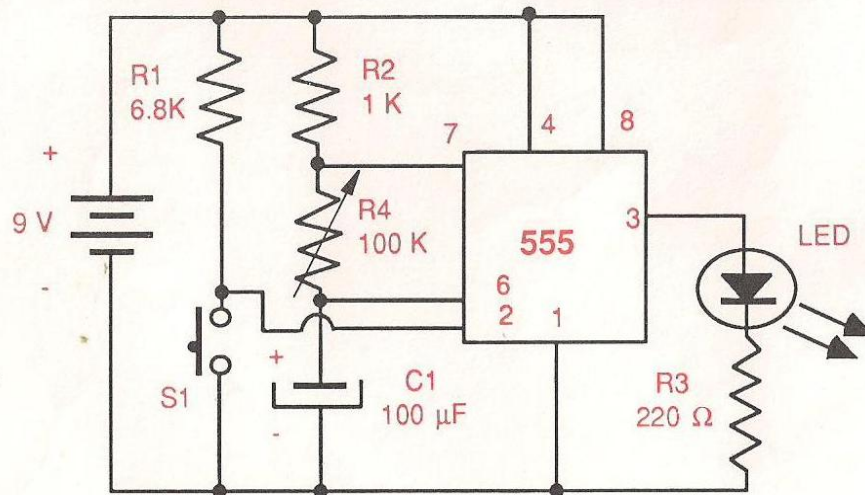 R1
6.8K
R2
1 K
7
4
8
+
9 V
-
R4
100 K
555
3
LED
6
2
1
+
S1
C1
100 µF
-
R3
220 Ω